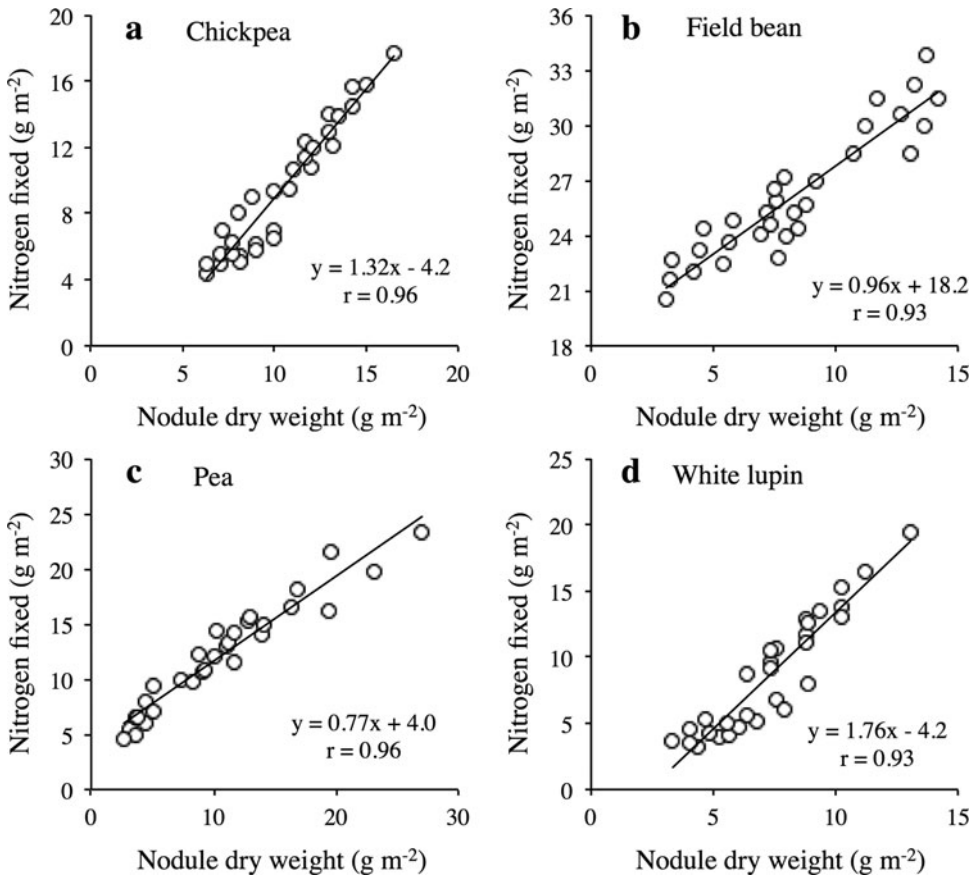 a Chickpea
Nitrogen fixed (g m-2)
20
16
12
8
4
0
y = 1.32x - 4.2
r = 0.96
0 5 10 15 20
Nodule dry weight (g m-2)
b Field bean
Nitrogen fixed (g m-2)
36
33
30
27
24
21
18
y = 0.96x + 18.2
r = 0.93
0 5 10 15
Nodule dry weight (g m-2)
c Pea
Nitrogen fixed (g m-2)
30
25
20
15
10
5
0
y = 0.77x + 4.0
r = 0.96
0 10 20 30
Nodule dry weight (g m-2)
d White lupin
Nitrogen fixed (g m-2)
25
20
15
10
5
0
y = 1.76x - 4.2
r = 0.93
0 5 10 15
Nodule dry weight (g m-2)